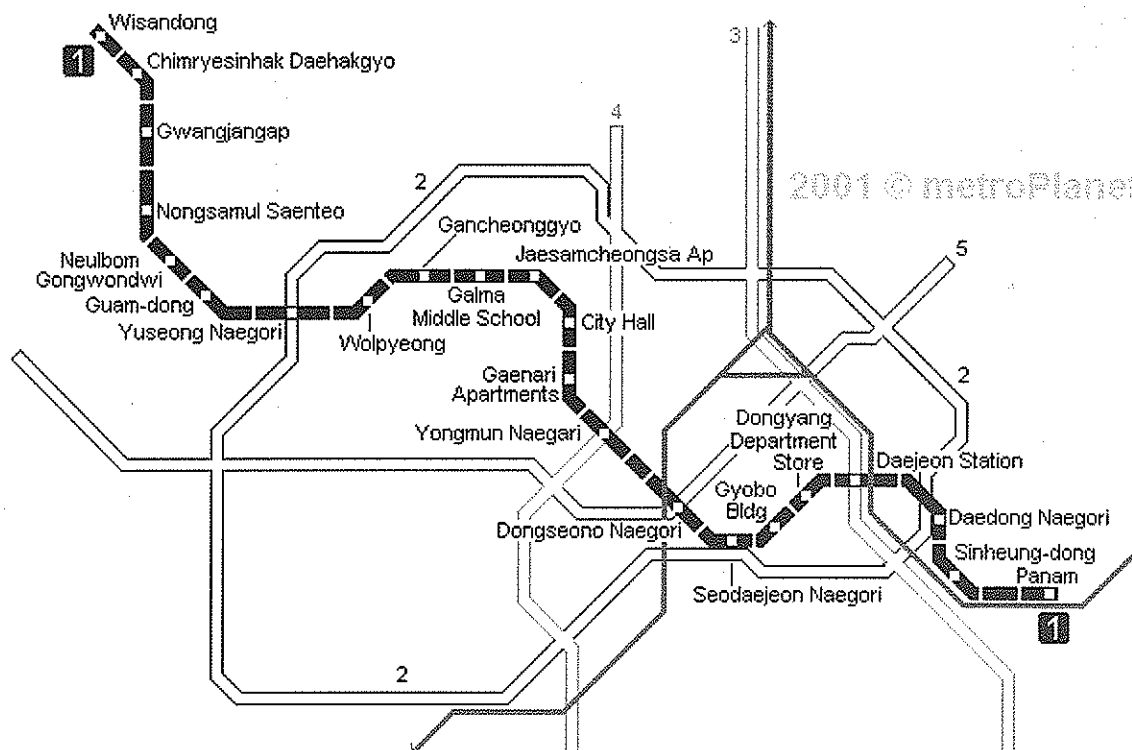 Wisandong
1
Chimryesinhak Daehakgyo
3
4
Gwangjangap
2
2001 © metroPlanet
Nongsamul Saenteo
Gancheonggyo
Jaesamcheongsa Ap
5
Neulbom
Gongwondwi
Guam-dong
Galma
Middle School
Yuseong Naegori
Wolpyeong
City Hall
Gaenari
Apartments
2
Yongmun Naegari
Dongyang
Department
Store
Daejeon Station
Gyobo
Bldg
Dongseono Naegori
Daedong Naegori
Sinheung-dong
Panam
Seodaejeon Naegori
1
2